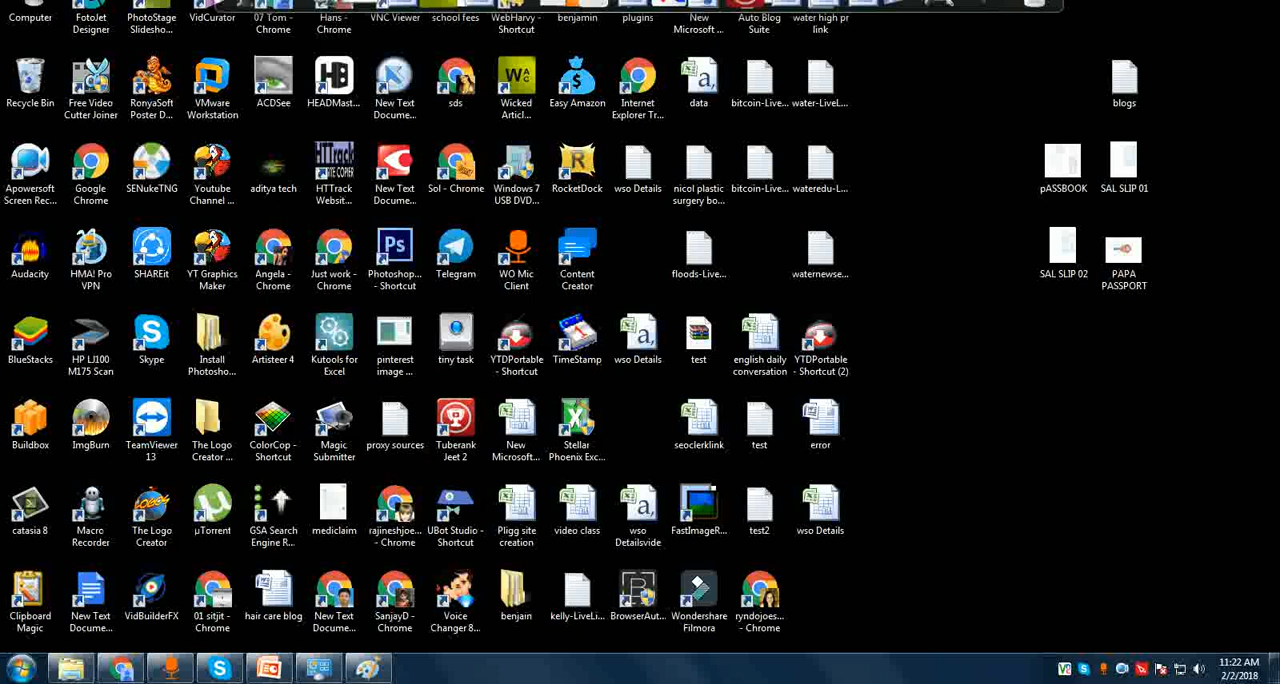 Computer
FotoJet
Designer
PhotoStage
Slidesho...
VidCurator
07 Tom -
Chrome
Hans -
Chrome
VNC Viewer
school fees
WebHarvy -
Shortcut
benjamin
plugins
New
Microsoft ...
Auto Blog
Suite
water high pr
link
Recycle Bin
Free Video
Cutter Joiner
RonyaSoft
Poster D...
VMware
Workstation
ACDSee
HB
HEADMast...
New Text
Docume...
sds
WAC
Wicked
Articl...
Easy Amazon
Internet
Explorer Tr...
data
bitcoin-Live...
water-LiveL...
blogs
Apowersoft
Screen Rec...
Google
Chrome
SENukeTNG
Youtube
Channel ...
aditya tech
HTTrack
SITE COPIER
HTTrack
Websit...
New Text
Docume...
Sol - Chrome
Windows 7
USB DVD...
R
RocketDock
wso Details
nicol plastic
surgery bo...
bitcoin-Live...
wateredu-L...
pASSBOOK
SAL SLIP 01
Audacity
HMA! Pro
VPN
SHAREit
YT Graphics
Maker
Angela -
Chrome
Just work -
Chrome
Ps
Photoshop...
- Shortcut
Telegram
WO Mic
Client
Content
Creator
floods-Live...
waternewse...
SAL SLIP 02
PAPA
PASSPORT
BlueStacks
HP LJ100
M175 Scan
Skype
Install
Photosho...
Artisteer 4
Kutools for
Excel
pinterest
image ...
tiny task
YTDPortable
- Shortcut
TimeStamp
wso Details
test
english daily
conversation
YTDPortable
- Shortcut (2)
Buildbox
ImgBurn
TeamViewer
13
The Logo
Creator ...
ColorCop -
Shortcut
Magic
Submitter
proxy sources
Tuberank
Jeet 2
New
Microsoft...
Stellar
Phoenix Exc...
seoclerklink
test
error
catasia 8
Macro
Recorder
The Logo
Creator
µTorrent
GSA Search
Engine R...
mediclaim
rajineshjoe...
- Chrome
UBot Studio -
Shortcut
Pligg site
creation
video class
wso
Detailsvide
FastImageR...
test2
wso Details
Clipboard
Magic
New Text
Docume...
VidBuilderFX
01 sitjit -
Chrome
hair care blog
New Text
Docume...
SanjayD -
Chrome
Voice
Changer 8...
benjain
kelly-LiveLi...
BrowserAut...
Wondershare
Filmora
ryndojoes...
- Chrome
11:22 AM
2/2/2018